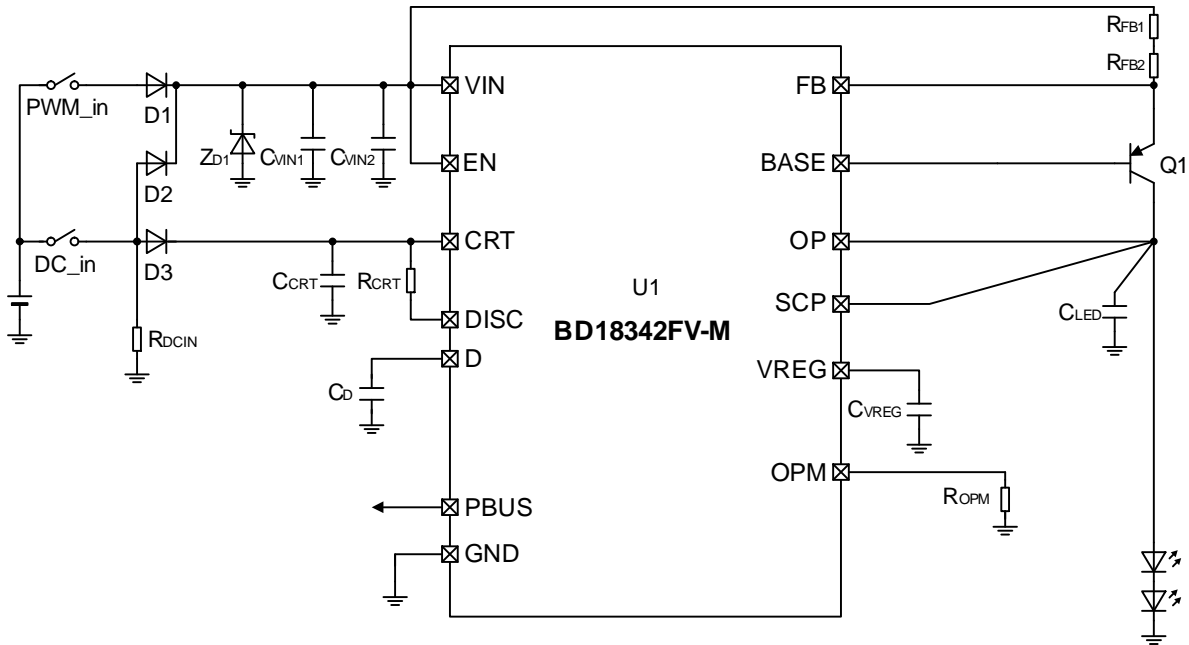 RFB1
RFB2
PWM_in
D1
VIN
FB
ZD1
CVIN1
CVIN2
D2
EN
BASE
Q1
DC_in
D3
CRT
OP
CCRT
RCRT
U1
SCP
BD18342FV-M
CLED
RDCIN
DISC
D
VREG
CD
CVREG
OPM
ROPM
PBUS
GND